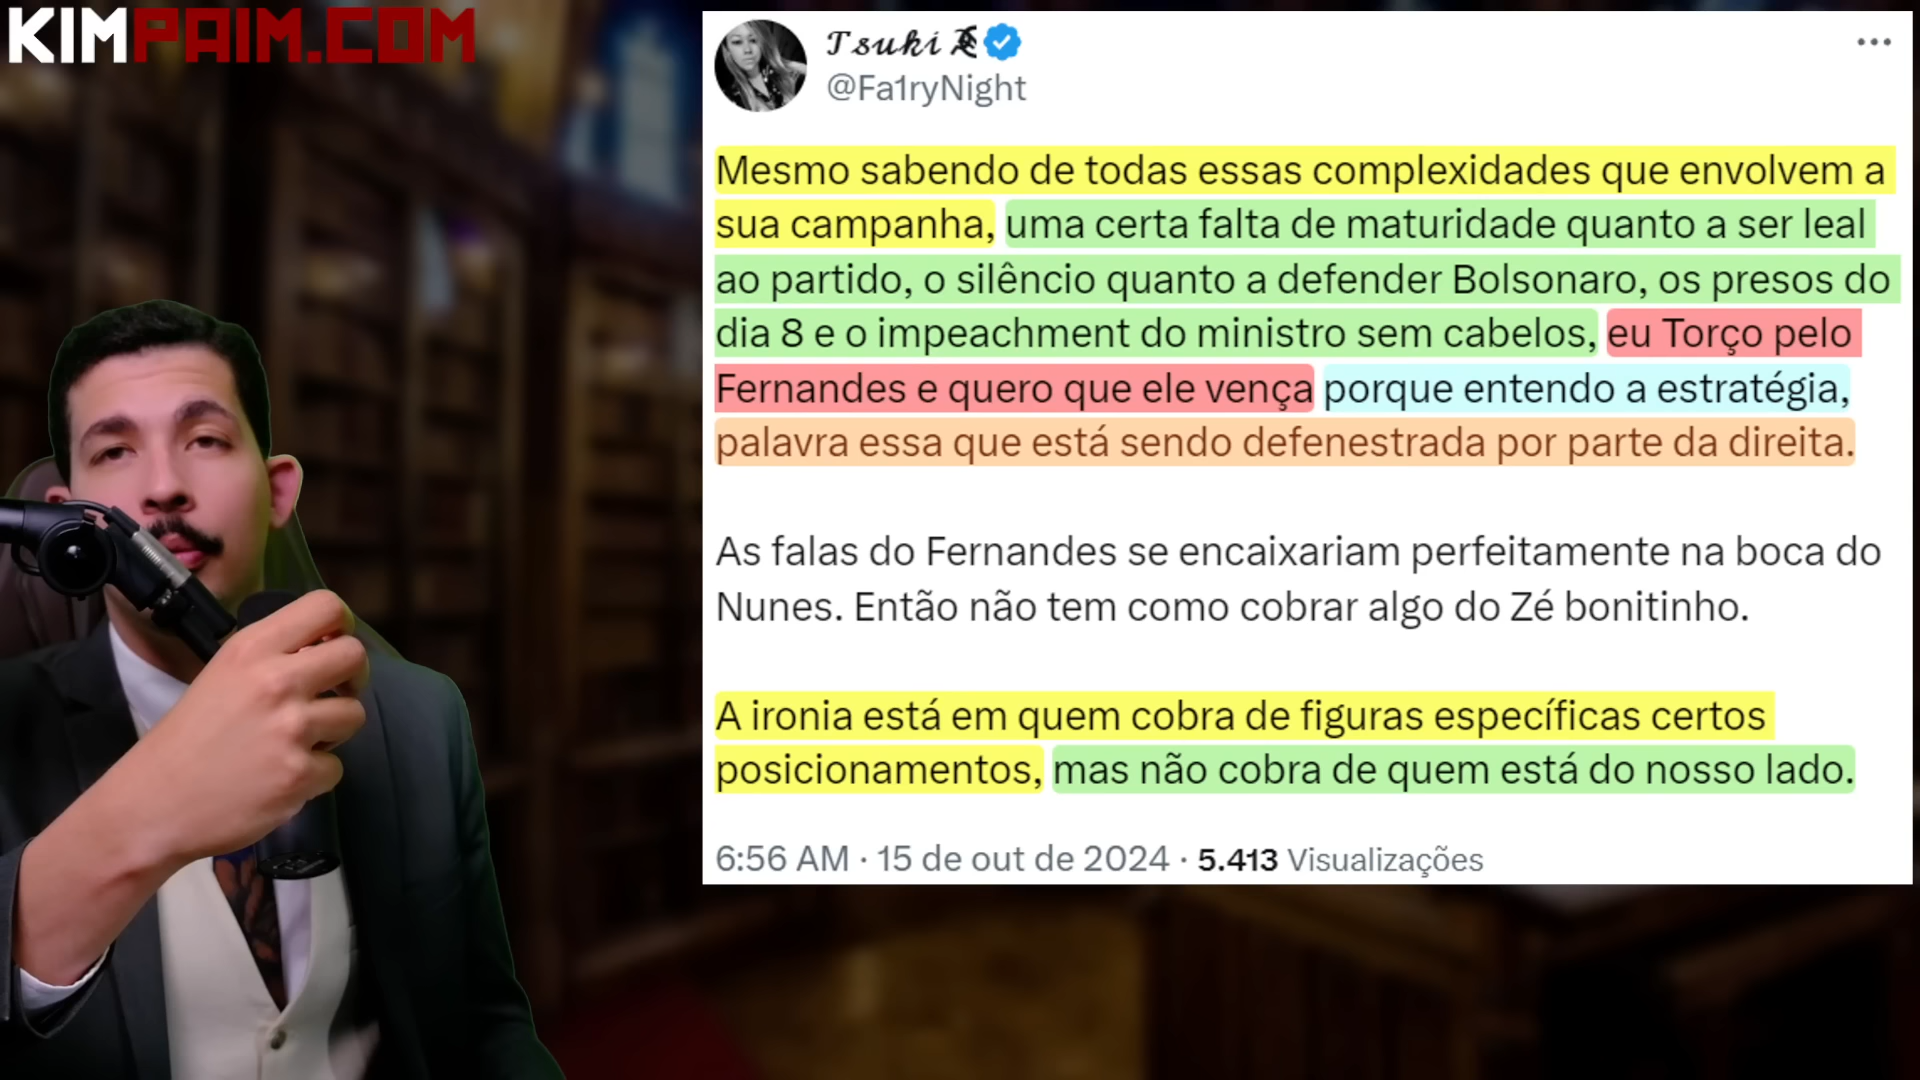 KIMPAIM.COM
Tsuki
@Fa1ryNight
Mesmo sabendo de todas essas complexidades que envolvem a
sua campanha, uma certa falta de maturidade quanto a ser leal
ao partido, o silêncio quanto a defender Bolsonaro, os presos do
dia 8 e o impeachment do ministro sem cabelos, eu Torço pelo
Fernandes e quero que ele vença porque entendo a estratégia,
palavra essa que está sendo defenestrada por parte da direita.
As falas do Fernandes se encaixariam perfeitamente na boca do
Nunes. Então não tem como cobrar algo do Zé bonitinho.
A ironia está em quem cobra de figuras específicas certos
posicionamentos, mas não cobra de quem está do nosso lado.
6:56 AM · 15 de out de 2024 · 5.413 Visualizações